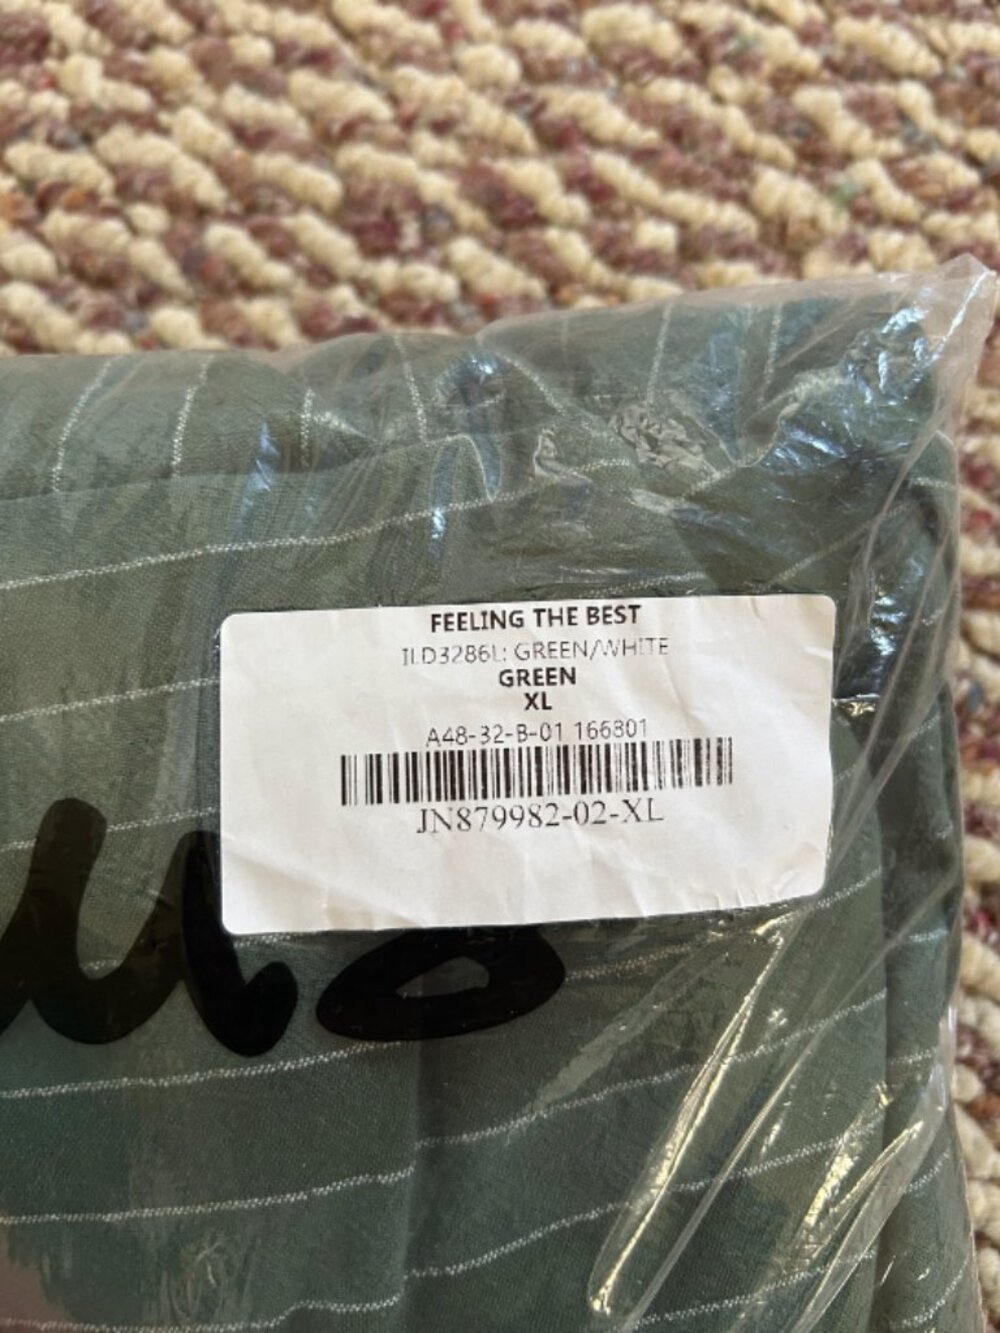 FEELING THE BEST
ILD3286L: GREEN/WHITE
GREEN
XL
A48-32-B-01 166801
JN879982-02-XL